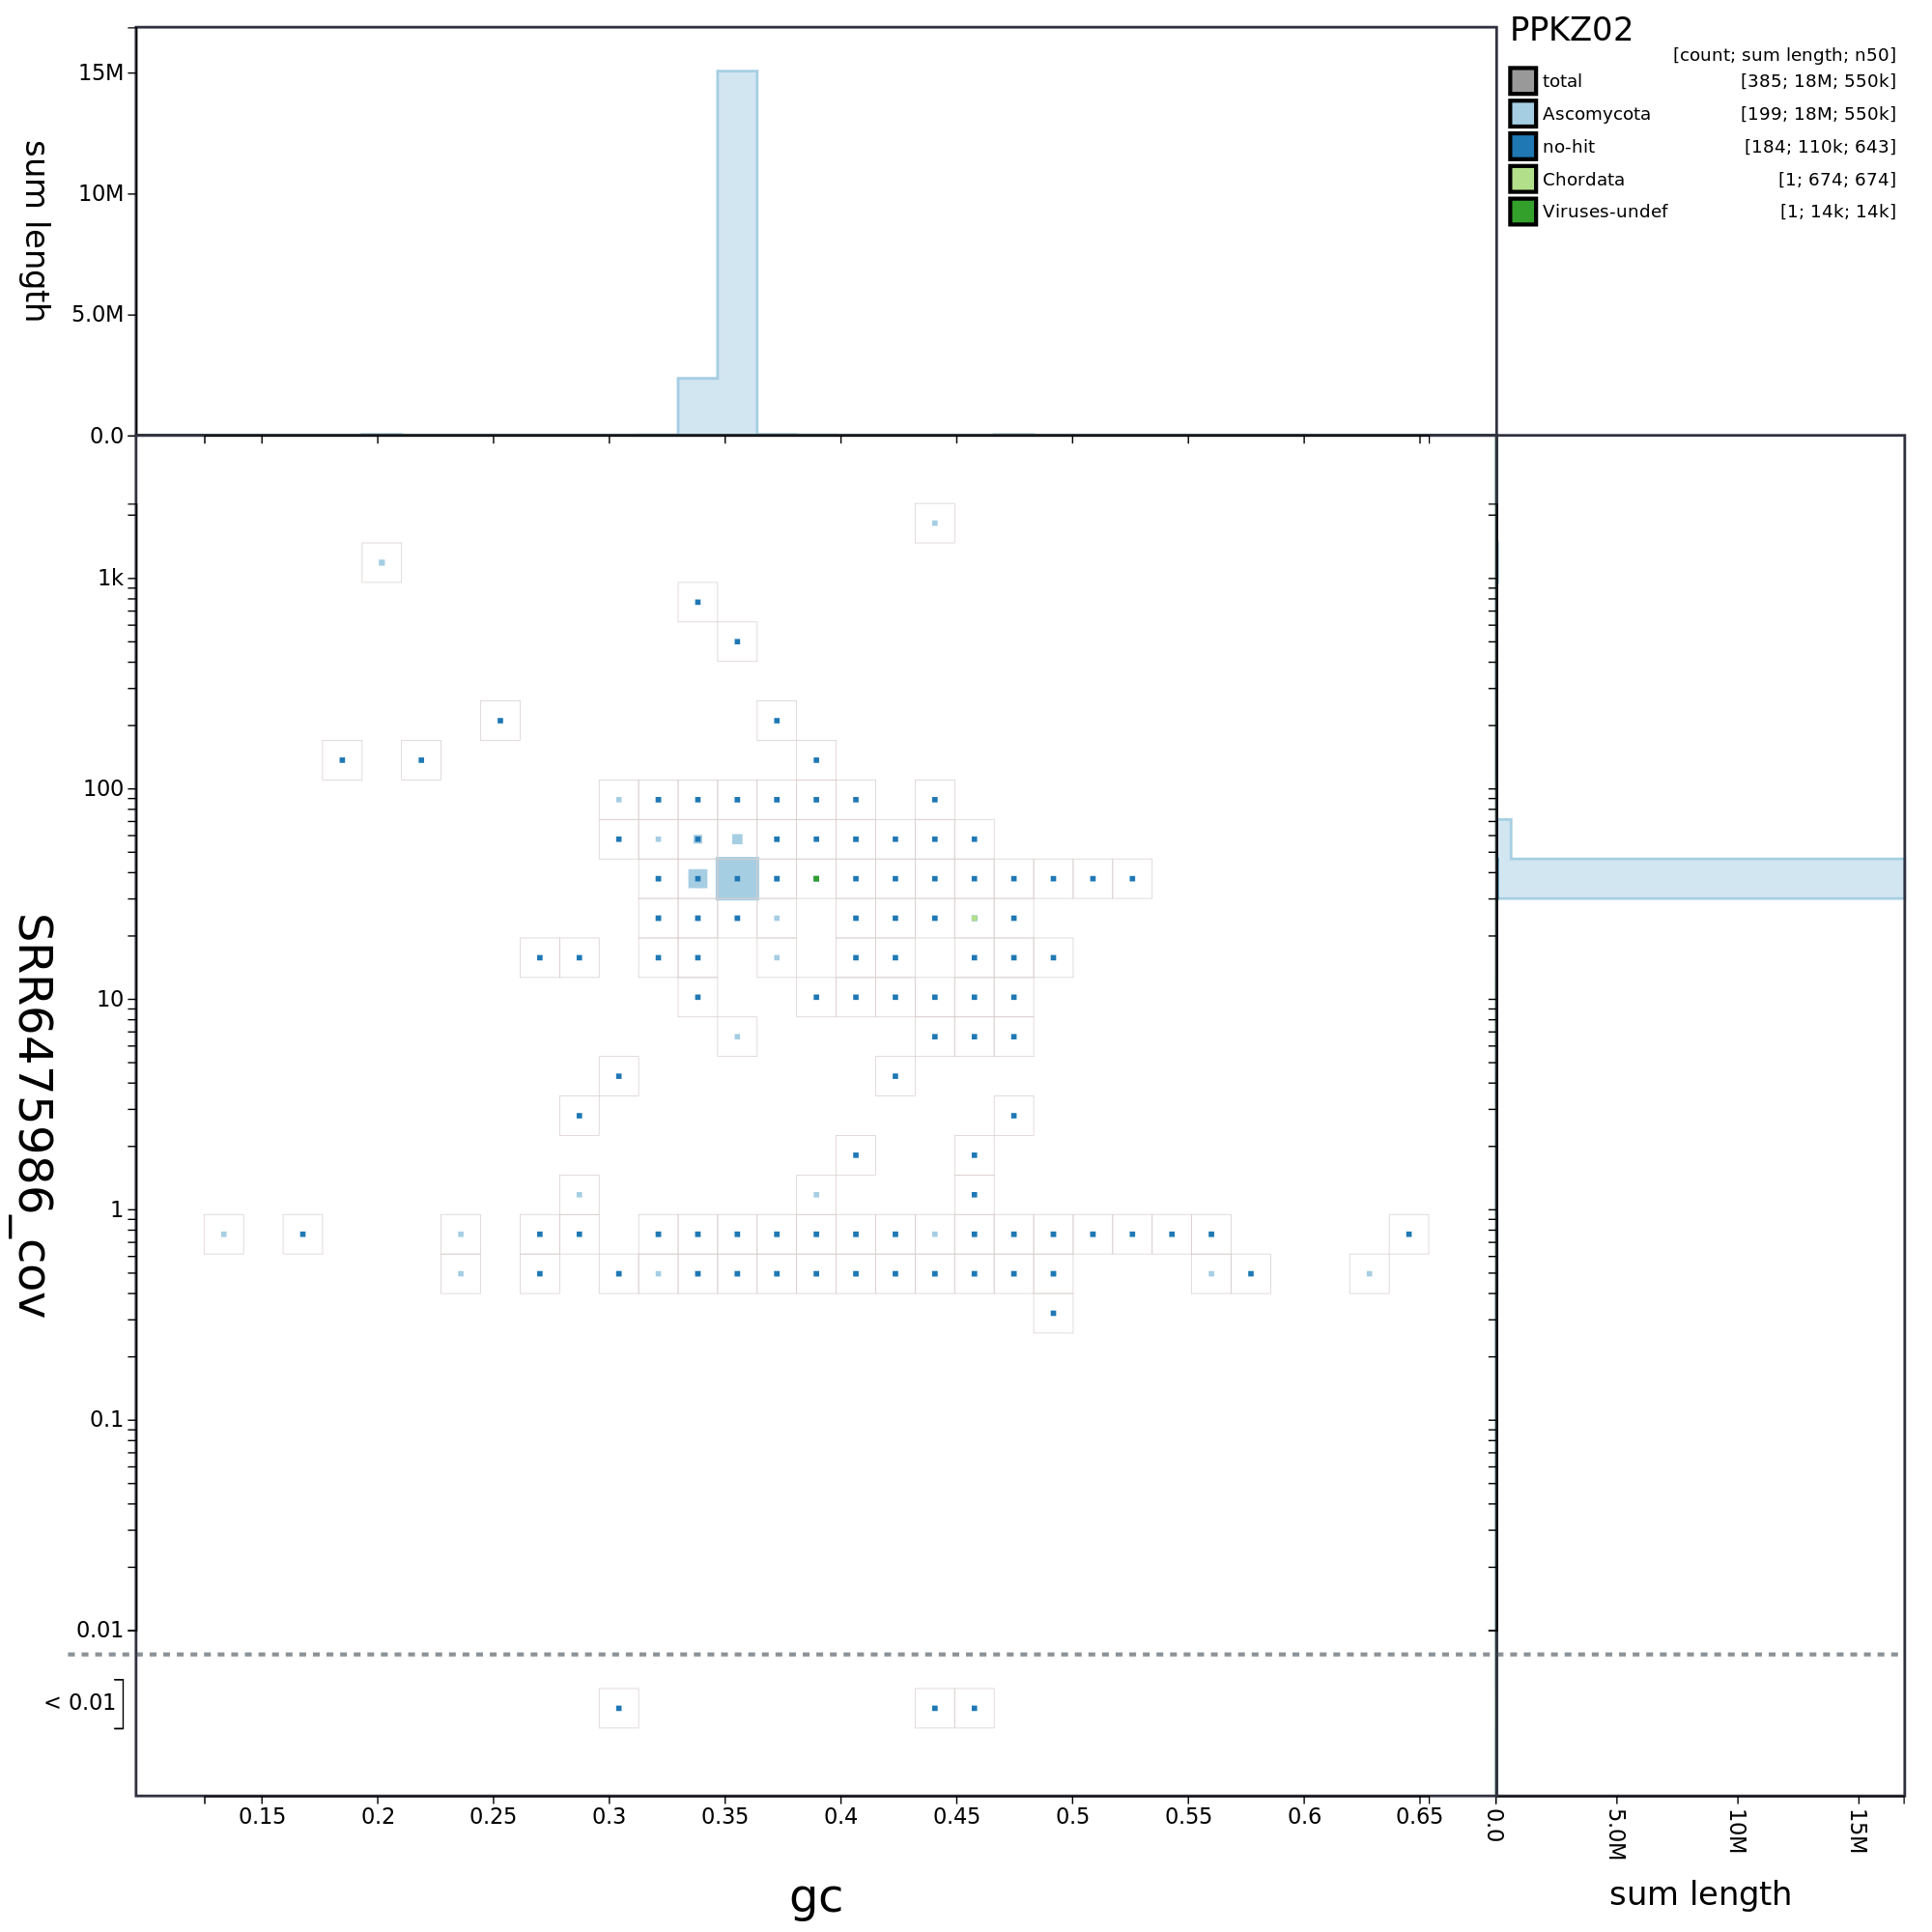 PPKZ02
[count; sum length; n50]
total [385; 18M; 550k]
Ascomycota [199; 18M; 550k]
no-hit [184; 110k; 643]
Chordata [1; 674; 674]
Viruses-undef [1; 14k; 14k]
sum length
15M
10M
5.0M
0.0
SRR6475986_cov
1k
100
10
1
0.1
0.01
< 0.01
0.15 0.2 0.25 0.3 0.35 0.4 0.45 0.5 0.55 0.6 0.65
gc
0.0 5.0M 10M 15M
sum length